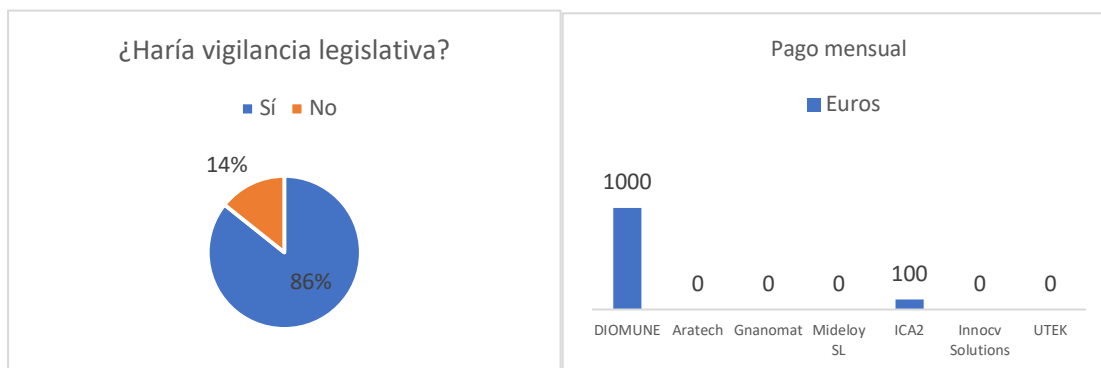 ¿Haría vigilancia legislativa?
Sí No
14%
86%
Pago mensual
Euros
1000
0
0
0
100
0
0
DIOMUNE
Aratech
Gnanomat
Mideloy
SL
ICA2
Innocv
Solutions
UTEK